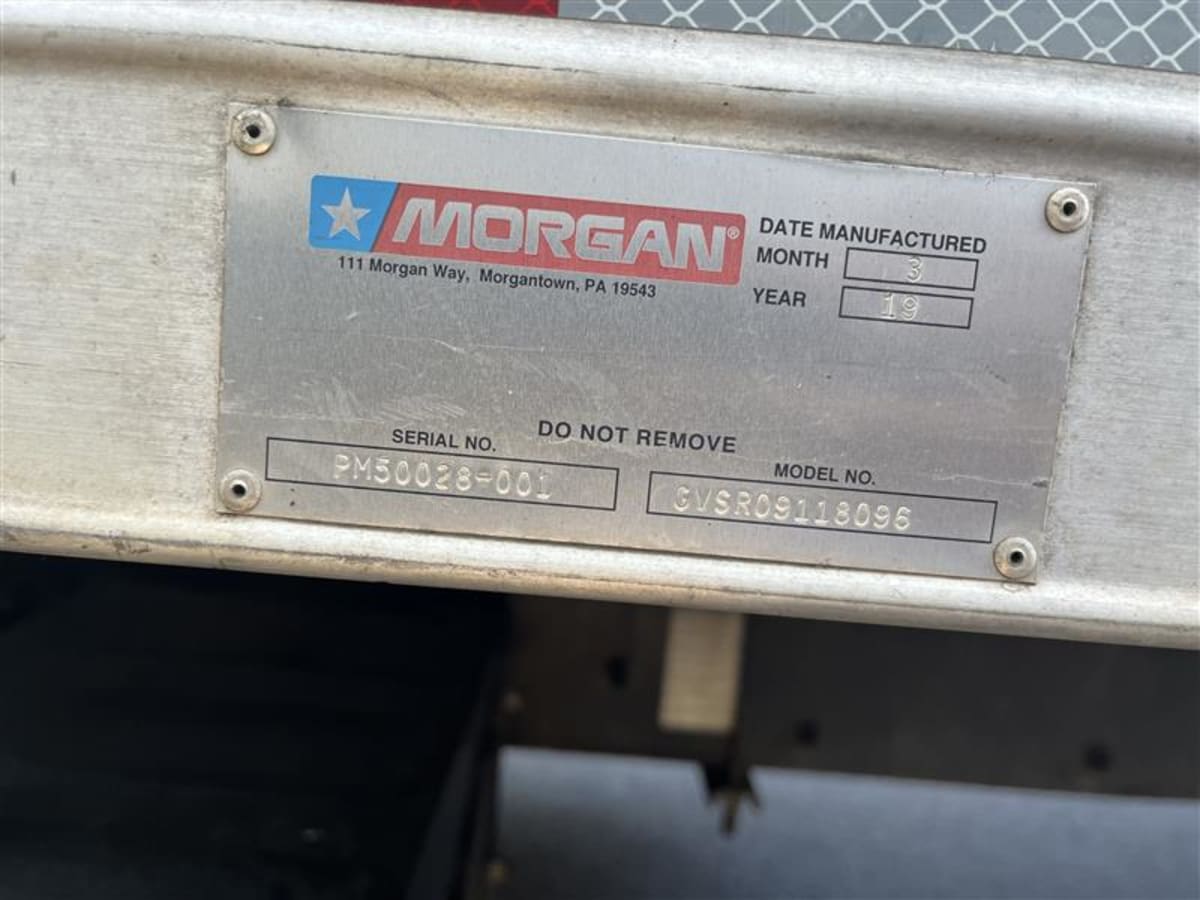 MORGAN®
111 Morgan Way, Morgantown, PA 19543
DATE MANUFACTURED
MONTH 3
YEAR 19
DO NOT REMOVE
SERIAL NO.
PM50028-001
MODEL NO.
GVSR09118096